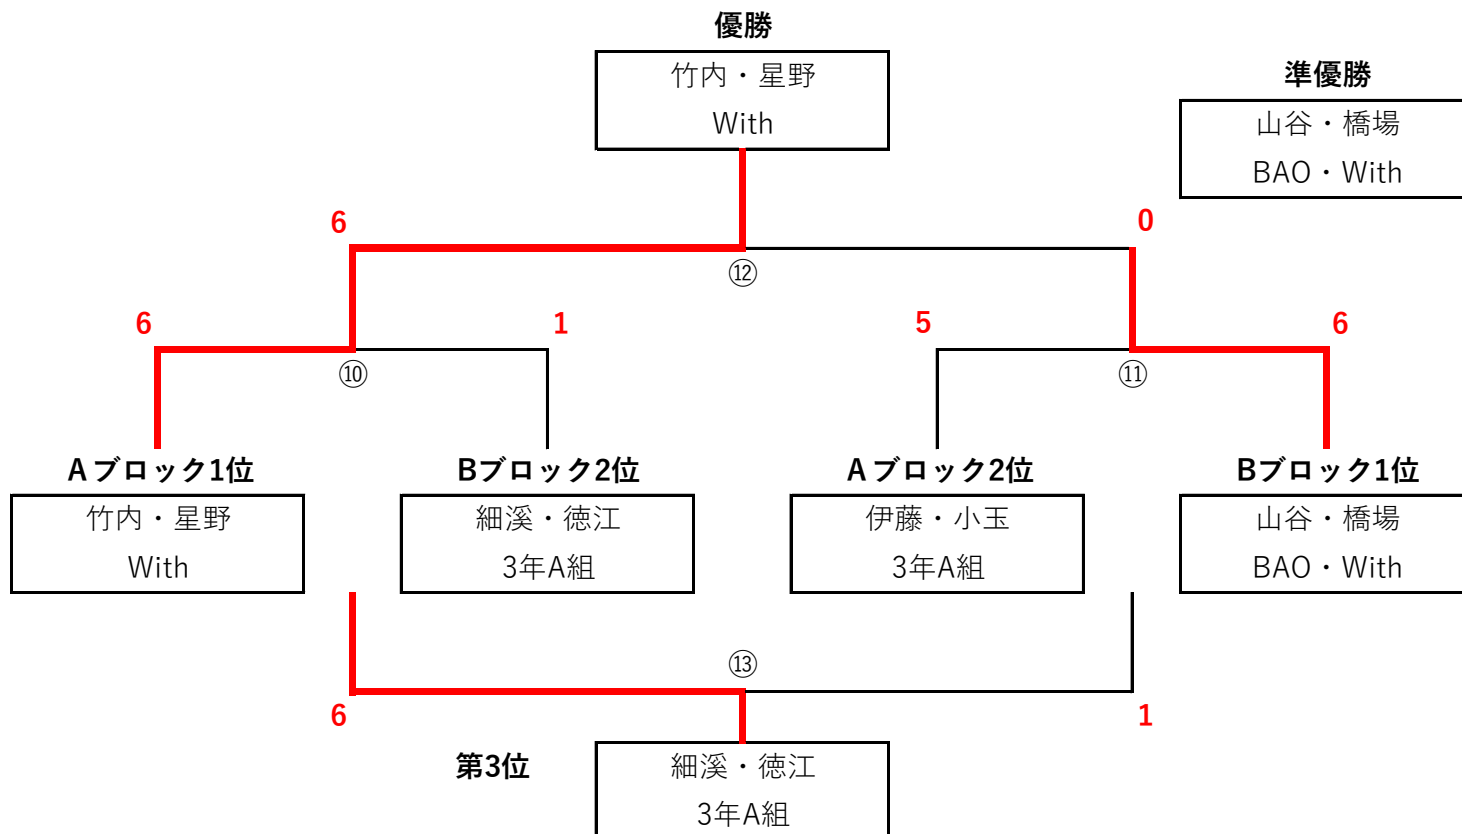 優勝
竹内・星野
With
準優勝
山谷・橋場
BAO・With
6
0
⑫
6
1
5
6
⑩
⑪
Aブロック1位
Bブロック2位
Aブロック2位
Bブロック1位
竹内・星野
With
細溪・徳江
3年A組
伊藤・小玉
3年A組
山谷・橋場
BAO・With
⑬
6
1
第3位
細溪・徳江
3年A組